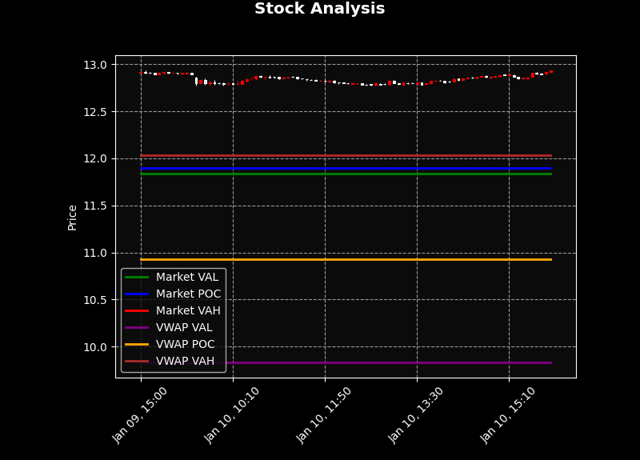 Stock Analysis
13.0
12.5
12.0
11.5
11.0
10.5
10.0
Price
Market VAL
Market POC
Market VAH
VWAP VAL
VWAP POC
VWAP VAH
Jan 09, 15:00
Jan 10, 10:10
Jan 10, 11:50
Jan 10, 13:30
Jan 10, 15:10